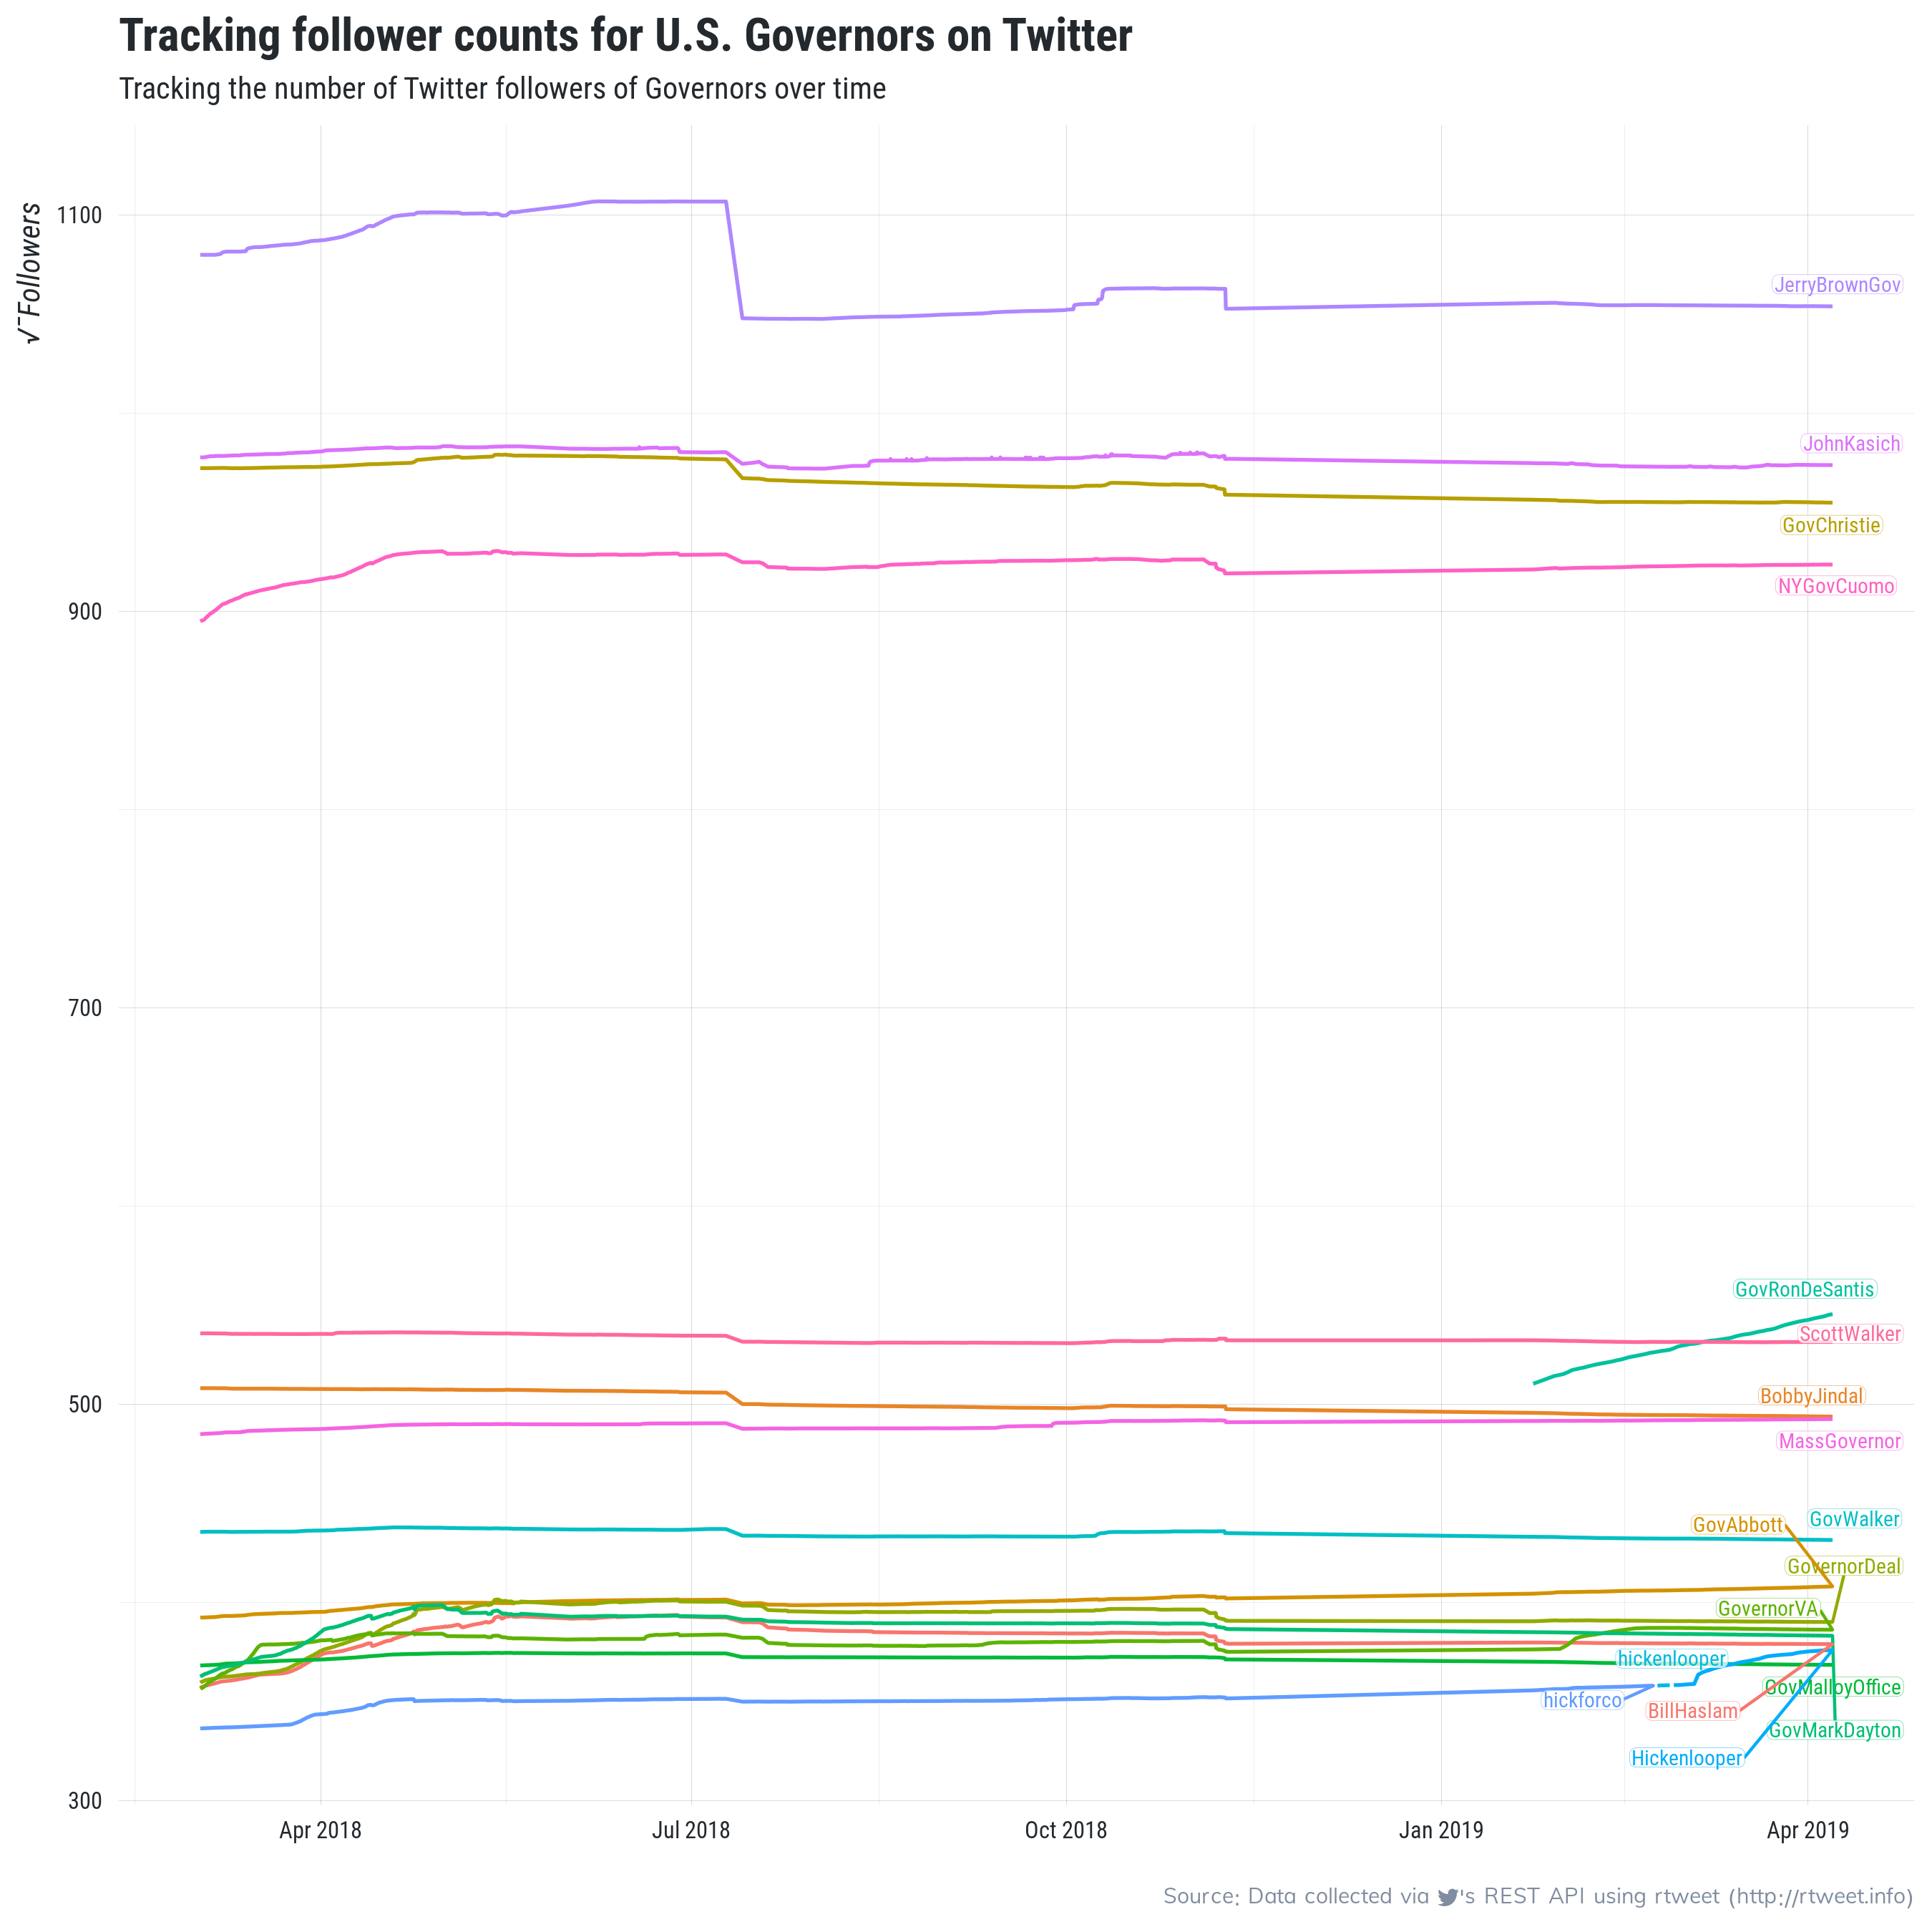 Tracking follower counts for U.S. Governors on Twitter
Tracking the number of Twitter followers of Governors over time
√‾Followers
1100
900
700
500
300
JerryBrownGov
JohnKasich
GovChristie
NYGovCuomo
GovRonDeSantis
ScottWalker
BobbyJindal
MassGovernor
GovWalker
GovAbbott
GovernorDeal
GovernorVA
hickenlooper
GovMalloyOffice
hickforco
BillHaslam
GovMarkDayton
Hickenlooper
Apr 2018
Jul 2018
Oct 2018
Jan 2019
Apr 2019
Source: Data collected via 's REST API using rtweet (http://rtweet.info)